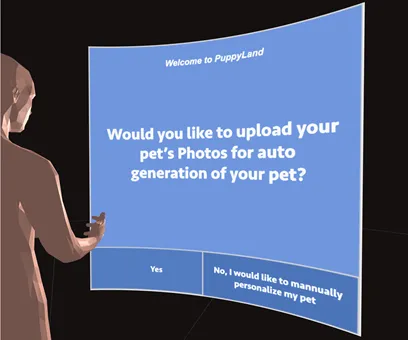 Welcome to PuppyLand
Would you like to upload your
pet's Photos for auto
generation of your pet?
Yes
No, I would like to mannually
personalize my pet